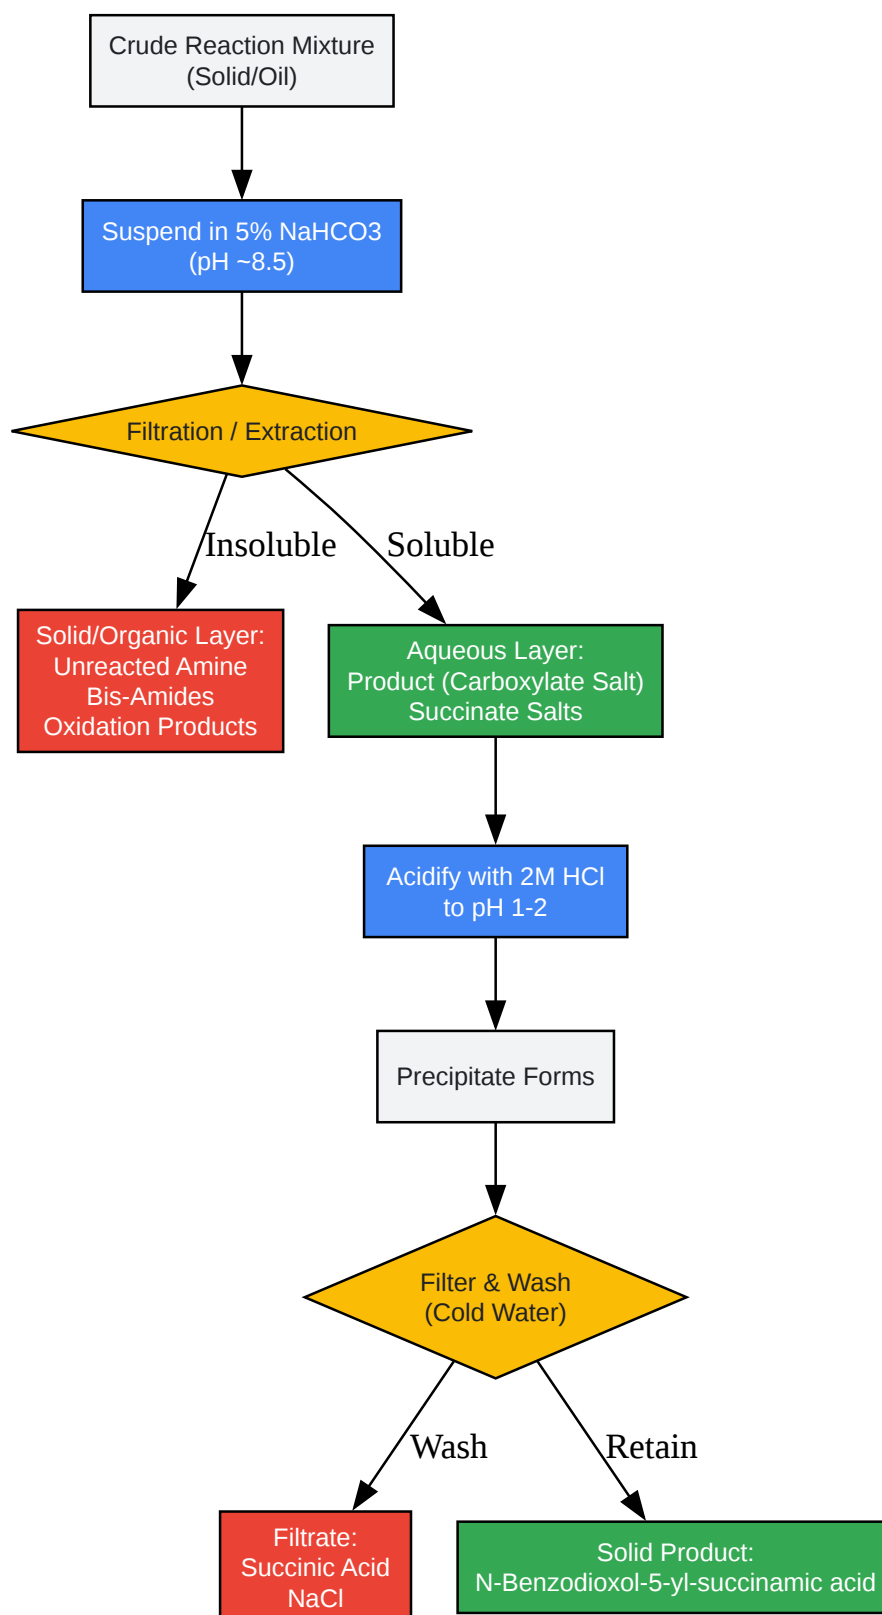 Crude Reaction Mixture
(Solid/Oil)
Suspend in 5% NaHCO3
(pH ~8.5)
Filtration / Extraction
Insoluble
Soluble
Solid/Organic Layer:
Unreacted Amine
Bis-Amides
Oxidation Products
Aqueous Layer:
Product (Carboxylate Salt)
Succinate Salts
Acidify with 2M HCl
to pH 1-2
Precipitate Forms
Filter & Wash
(Cold Water)
Wash
Retain
Filtrate:
Succinic Acid
NaCl
Solid Product:
N-Benzodioxol-5-yl-succinamic acid